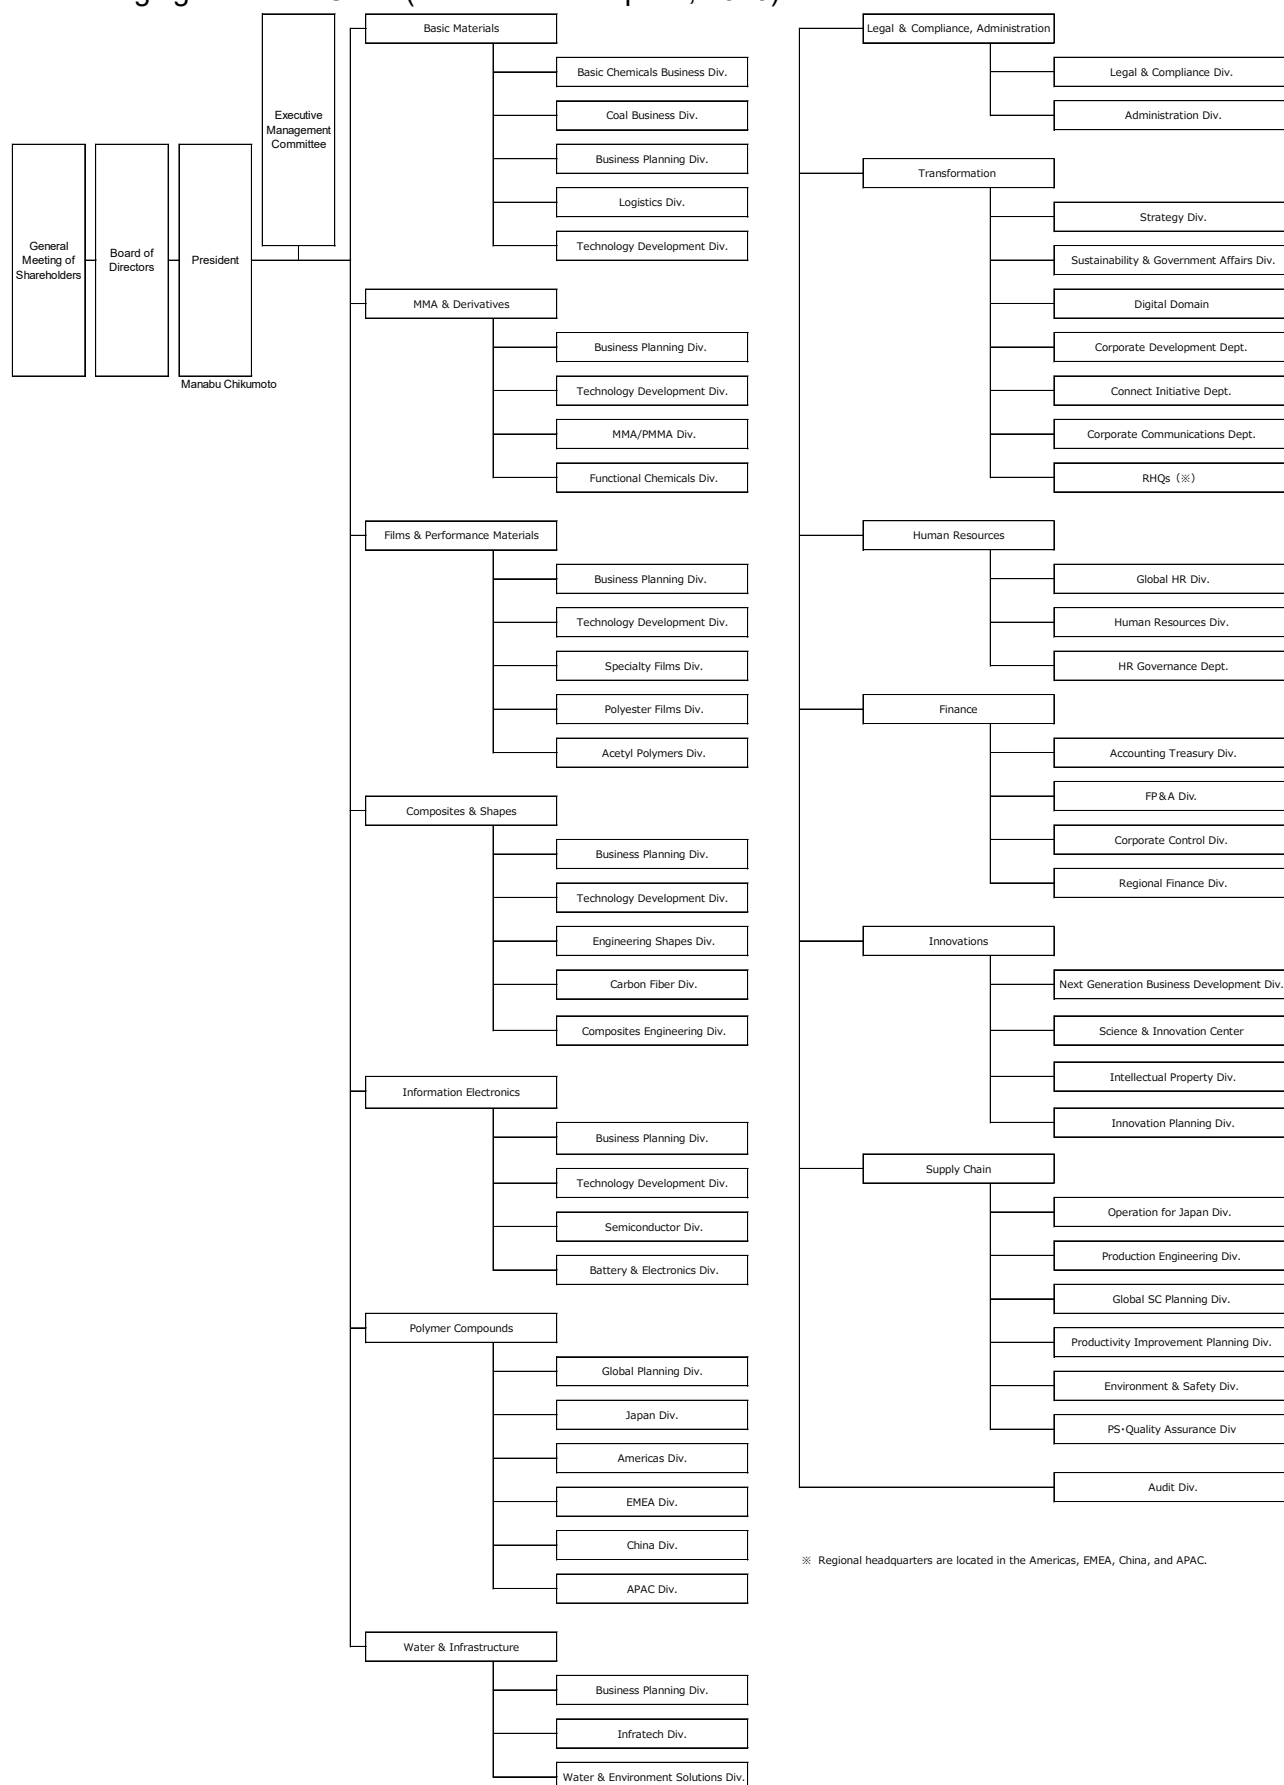 General
Meeting of
Shareholders
Board of
Directors
President
Manabu Chikumoto
Executive
Management
Committee
Basic Materials
Basic Chemicals Business Div.
Coal Business Div.
Business Planning Div.
Logistics Div.
Technology Development Div.
MMA & Derivatives
Business Planning Div.
Technology Development Div.
MMA/PMMA Div.
Functional Chemicals Div.
Films & Performance Materials
Business Planning Div.
Technology Development Div.
Specialty Films Div.
Polyester Films Div.
Acetyl Polymers Div.
Composites & Shapes
Business Planning Div.
Technology Development Div.
Engineering Shapes Div.
Carbon Fiber Div.
Composites Engineering Div.
Information Electronics
Business Planning Div.
Technology Development Div.
Semiconductor Div.
Battery & Electronics Div.
Polymer Compounds
Global Planning Div.
Japan Div.
Americas Div.
EMEA Div.
China Div.
APAC Div.
Water & Infrastructure
Business Planning Div.
Infratech Div.
Water & Environment Solutions Div.
Legal & Compliance, Administration
Legal & Compliance Div.
Administration Div.
Transformation
Strategy Div.
Sustainability & Government Affairs Div.
Digital Domain
Corporate Development Dept.
Connect Initiative Dept.
Corporate Communications Dept.
RHQs (※)
Human Resources
Global HR Div.
Human Resources Div.
HR Governance Dept.
Finance
Accounting Treasury Div.
FP&A Div.
Corporate Control Div.
Regional Finance Div.
Innovations
Next Generation Business Development Div.
Science & Innovation Center
Intellectual Property Div.
Innovation Planning Div.
Supply Chain
Operation for Japan Div.
Production Engineering Div.
Global SC Planning Div.
Productivity Improvement Planning Div.
Environment & Safety Div.
PS・Quality Assurance Div
Audit Div.
※ Regional headquarters are located in the Americas, EMEA, China, and APAC.